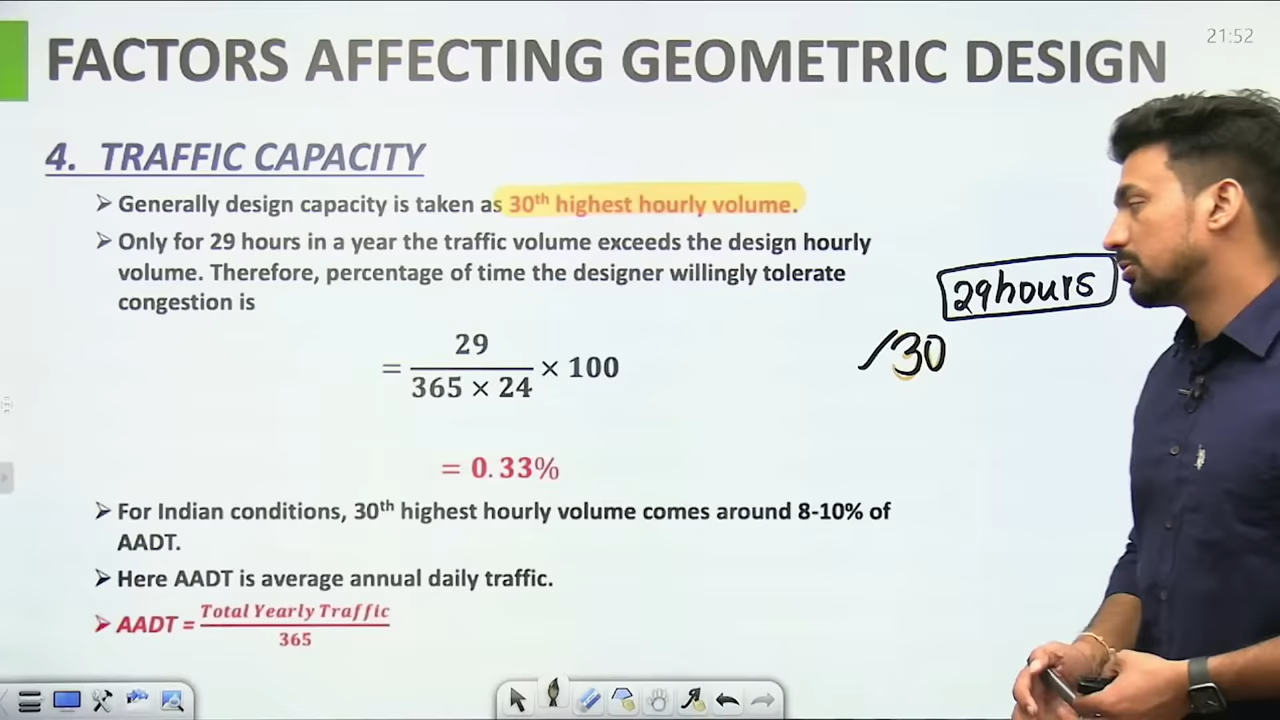 FACTORS AFFECTING GEOMETRIC DESIGN
21:52
4. TRAFFIC CAPACITY
➢ Generally design capacity is taken as 30th highest hourly volume.
➢ Only for 29 hours in a year the traffic volume exceeds the design hourly
volume. Therefore, percentage of time the designer willingly tolerate
congestion is
29hours
= 29 / 365 × 24 × 100
/30
= 0.33%
➢ For Indian conditions, 30th highest hourly volume comes around 8-10% of
AADT.
➢ Here AADT is average annual daily traffic.
➢ AADT = Total Yearly Traffic / 365